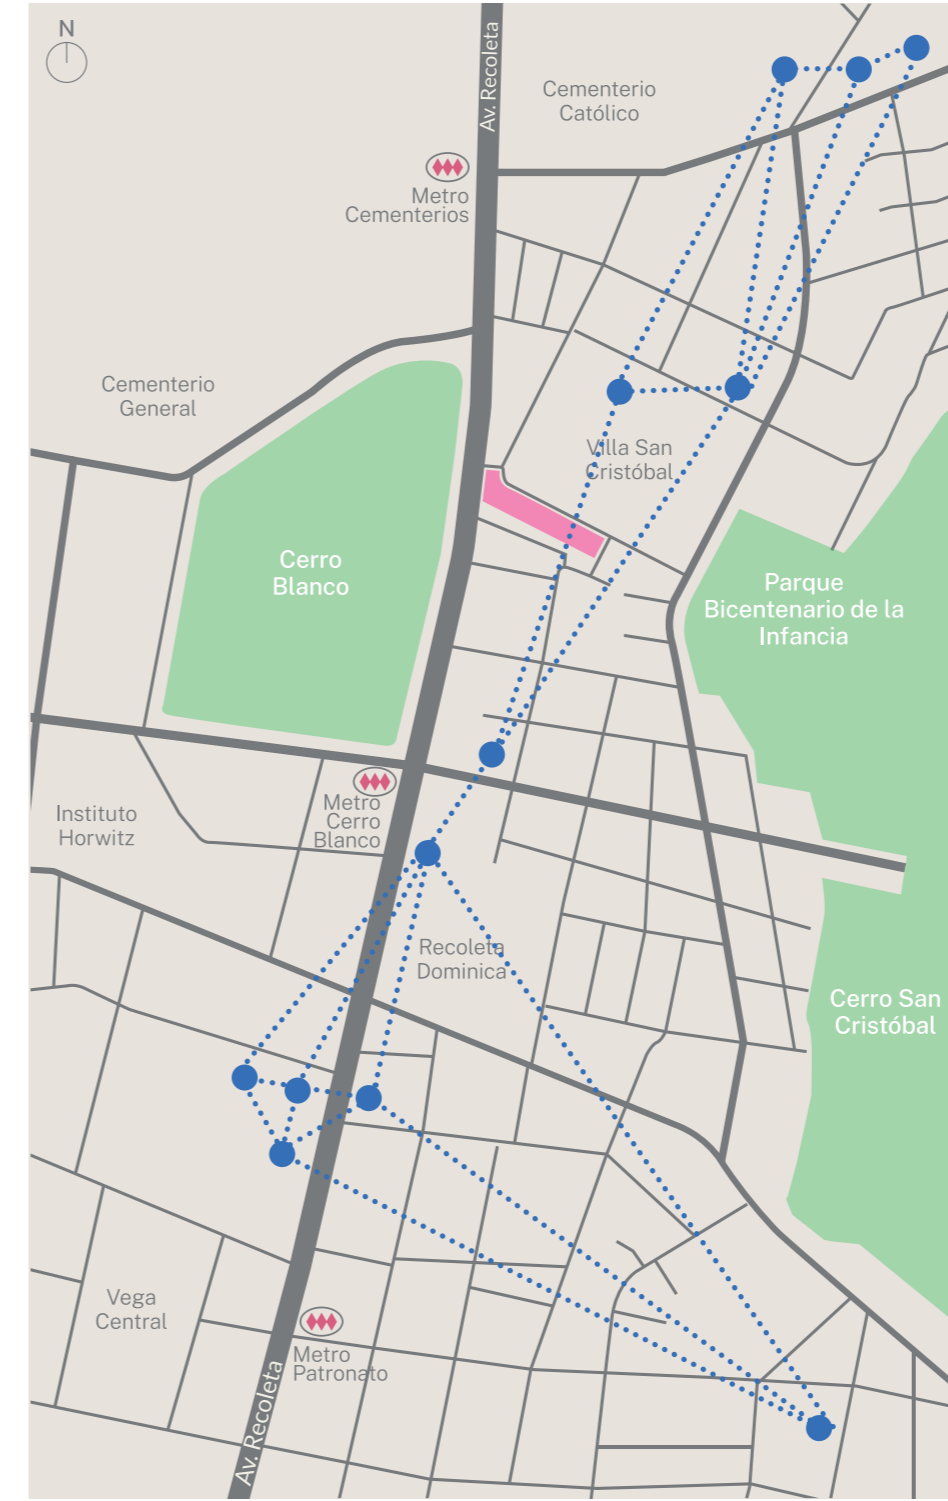 N
Av. Recoleta
Cementerio
Católico
Metro
Cementerios
Cementerio
General
Villa San
Cristóbal
Cerro
Blanco
Parque
Bicentenario de la
Infancia
Metro
Cerro
Blanco
Instituto
Horwitz
Recoleta
Dominica
Cerro San
Cristóbal
Vega
Central
Metro
Patronato
Av. Recoleta